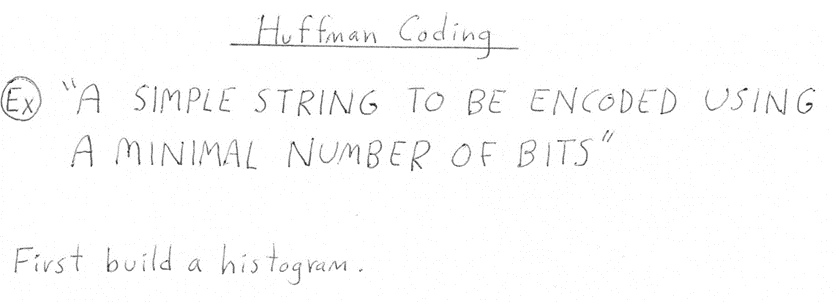 Huffman Coding
Ex "A SIMPLE STRING TO BE ENCODED USING
A MINIMAL NUMBER OF BITS"
First build a histogram.